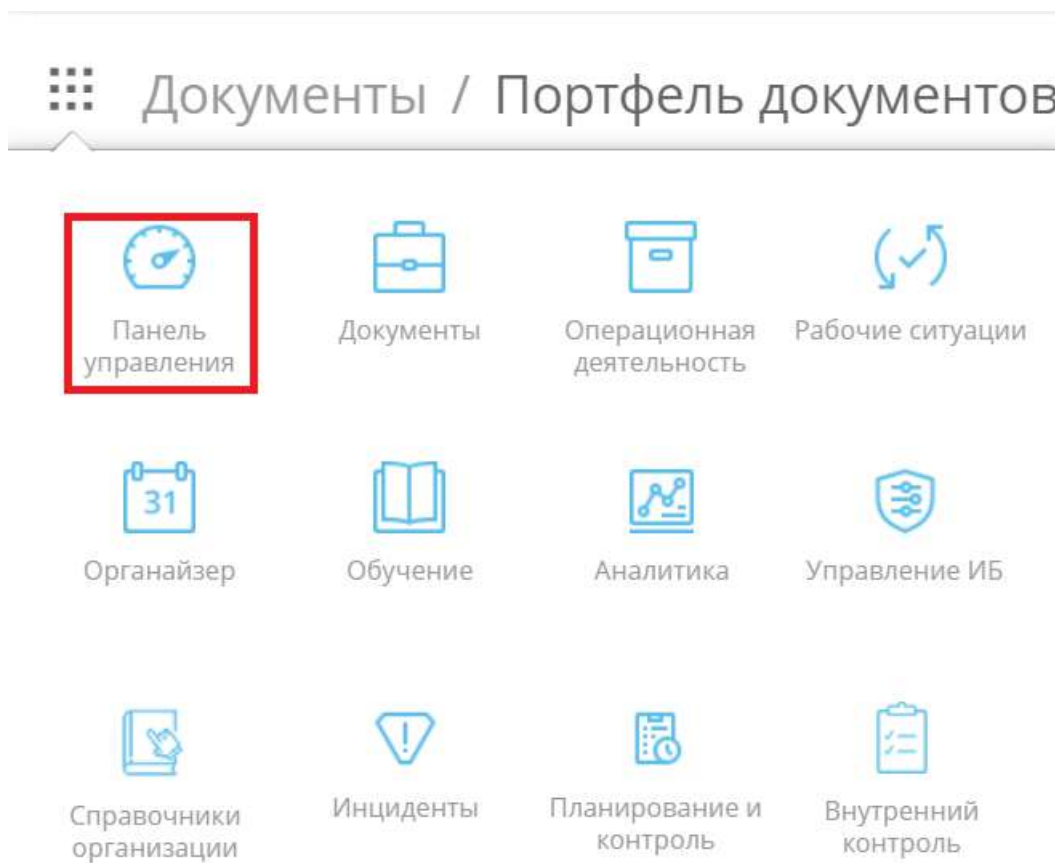 Документы / Портфель документов
Панель
управления
Документы
Операционная
деятельность
Рабочие ситуации
31
Органайзер
Обучение
Аналитика
Управление ИБ
Справочники
организации
Инциденты
Планирование и
контроль
Внутренний
контроль